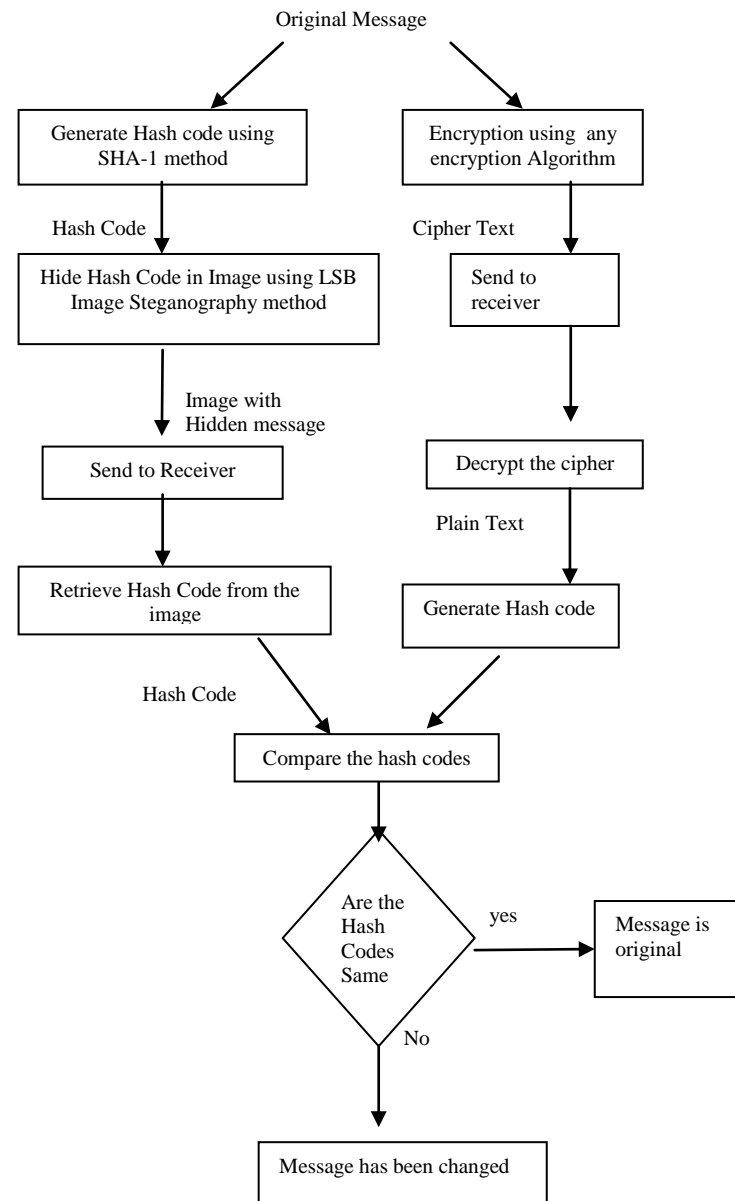 Original Message
Generate Hash code using
SHA-1 method
Encryption using any
encryption Algorithm
Hash Code
Cipher Text
Hide Hash Code in Image using LSB
Image Steganography method
Send to
receiver
Image with
Hidden message
Send to Receiver
Decrypt the cipher
Plain Text
Retrieve Hash Code from the
image
Generate Hash code
Hash Code
Compare the hash codes
Are the
Hash
Codes
Same
yes
Message is
original
No
Message has been changed